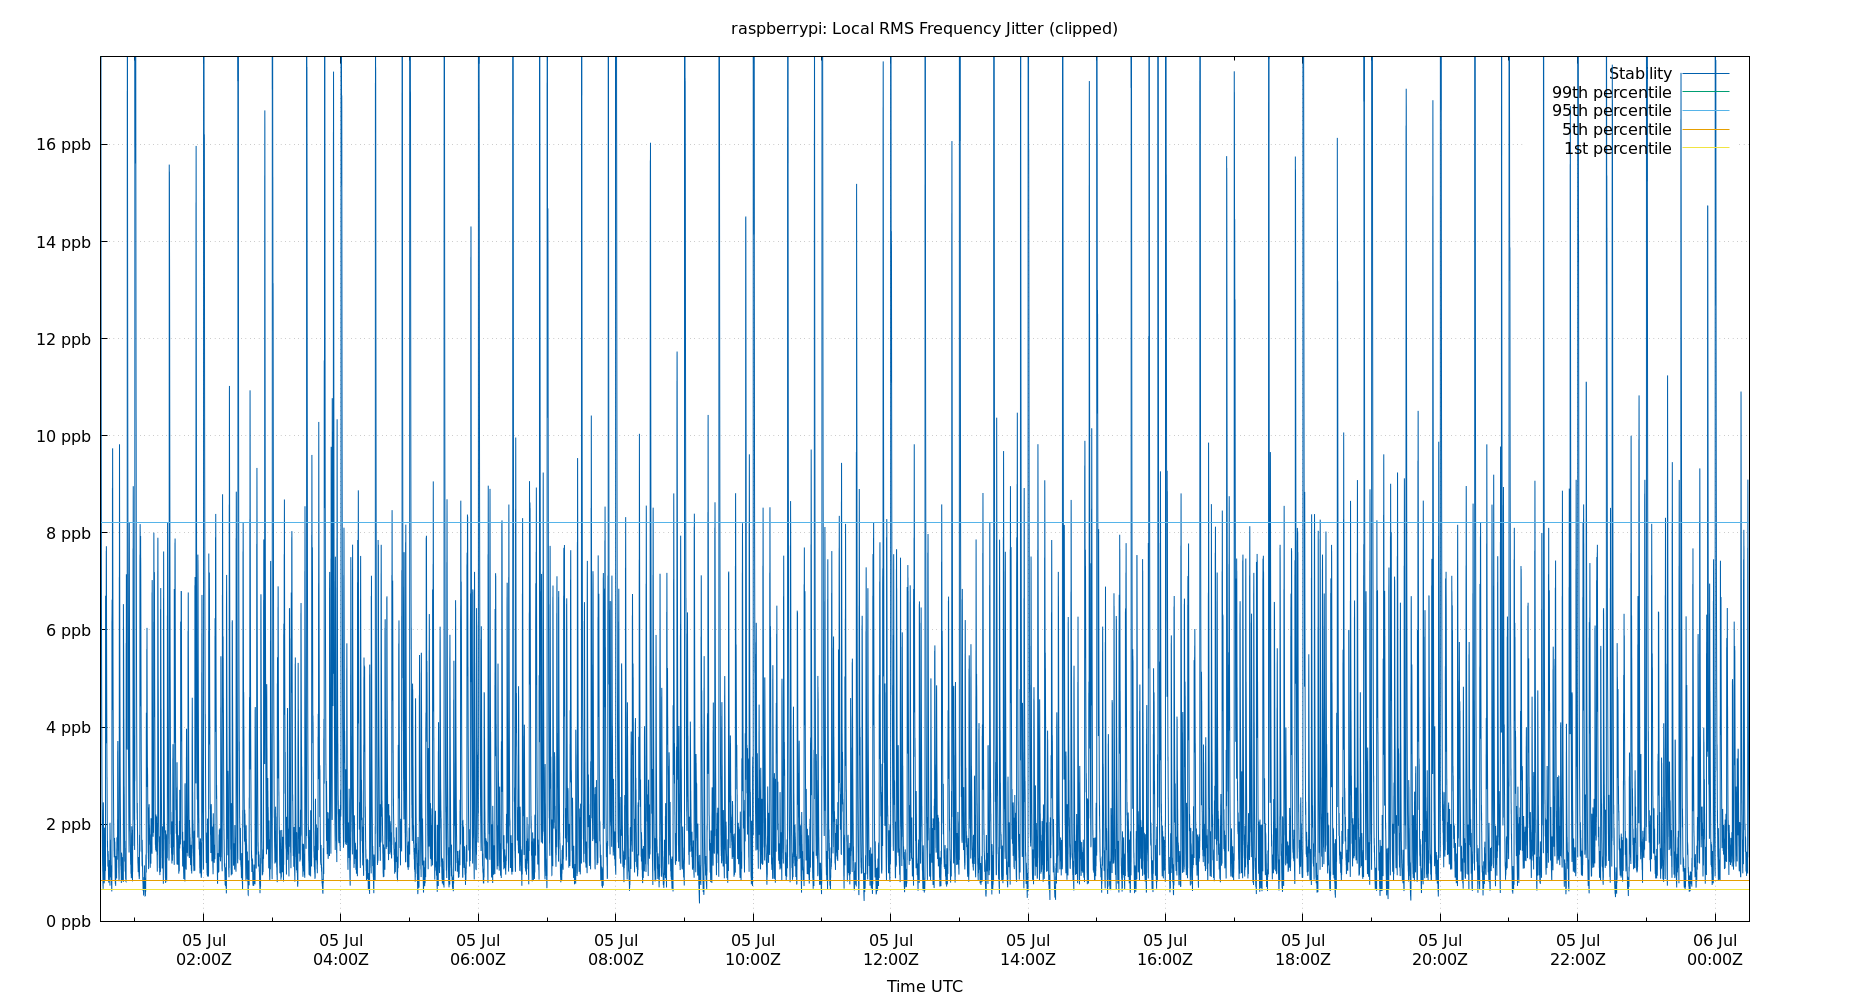 raspberrypi: Local RMS Frequency Jitter (clipped)
Stability
99th percentile
95th percentile
5th percentile
1st percentile
16 ppb
14 ppb
12 ppb
10 ppb
8 ppb
6 ppb
4 ppb
2 ppb
0 ppb
05 Jul 05 Jul 05 Jul 05 Jul 05 Jul 05 Jul 05 Jul 05 Jul 05 Jul 05 Jul 05 Jul 06 Jul
02:00Z 04:00Z 06:00Z 08:00Z 10:00Z 12:00Z 14:00Z 16:00Z 18:00Z 20:00Z 22:00Z 00:00Z
Time UTC